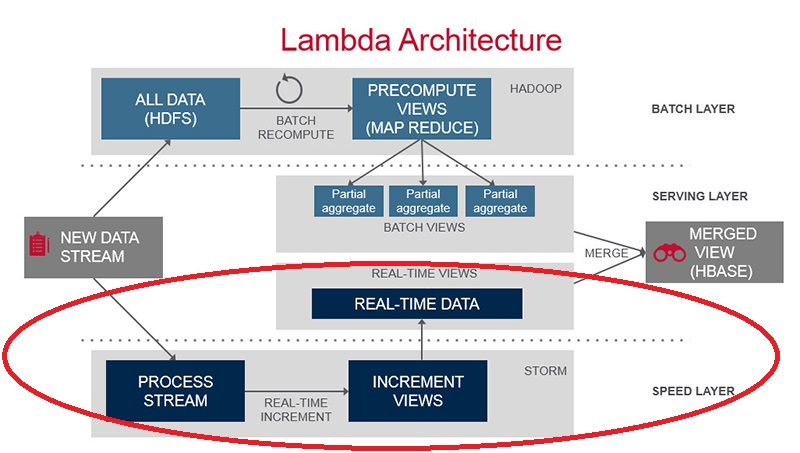 Lambda Architecture
ALL DATA
(HDFS)
BATCH
RECOMPUTE
PRECOMPUTE
VIEWS
(MAP REDUCE)
HADOOP
BATCH LAYER
NEW DATA
STREAM
Partial
aggregate
Partial
aggregate
Partial
aggregate
BATCH VIEWS
SERVING LAYER
REAL-TIME VIEWS
REAL-TIME DATA
MERGE
MERGED
VIEW
(HBASE)
PROCESS
STREAM
REAL-TIME
INCREMENT
INCREMENT
VIEWS
STORM
SPEED LAYER